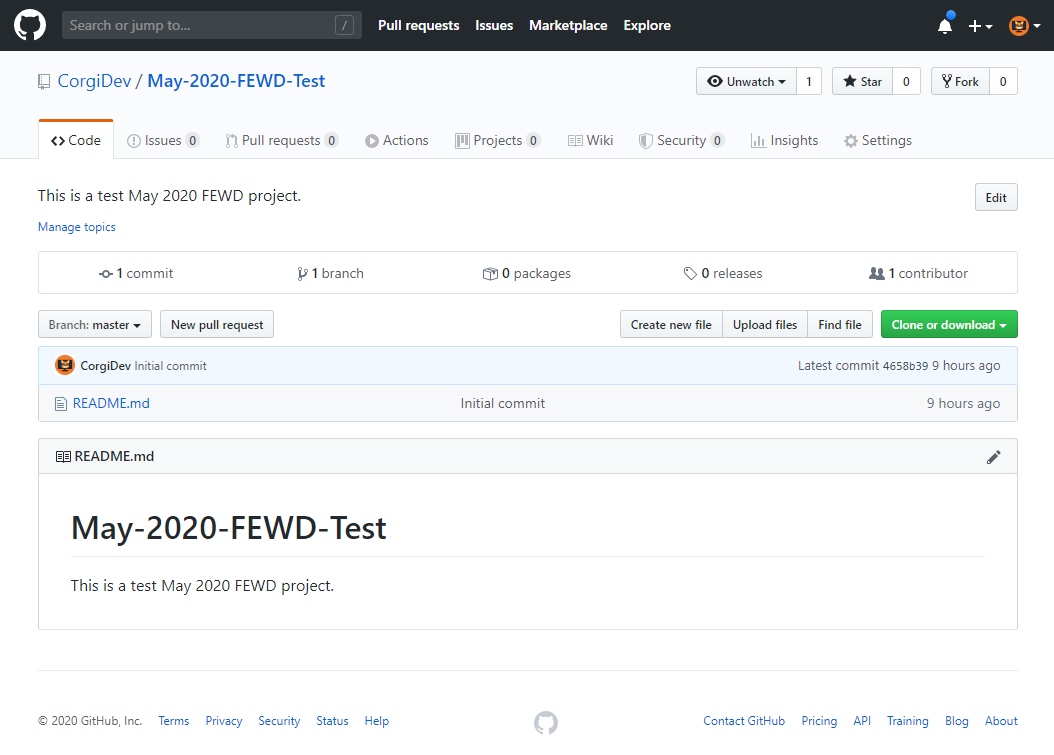 Search or jump to... / Pull requests Issues Marketplace Explore
CorgiDev / May-2020-FEWD-Test Unwatch 1 Star 0 Fork 0
Code Issues 0 Pull requests 0 Actions Projects 0 Wiki Security 0 Insights Settings
This is a test May 2020 FEWD project. Edit
Manage topics
1 commit 1 branch 0 packages 0 releases 1 contributor
Branch: master New pull request Create new file Upload files Find file Clone or download
CorgiDev Initial commit Latest commit 4658b39 9 hours ago
README.md Initial commit 9 hours ago
README.md
May-2020-FEWD-Test
This is a test May 2020 FEWD project.
© 2020 GitHub, Inc. Terms Privacy Security Status Help Contact GitHub Pricing API Training Blog About